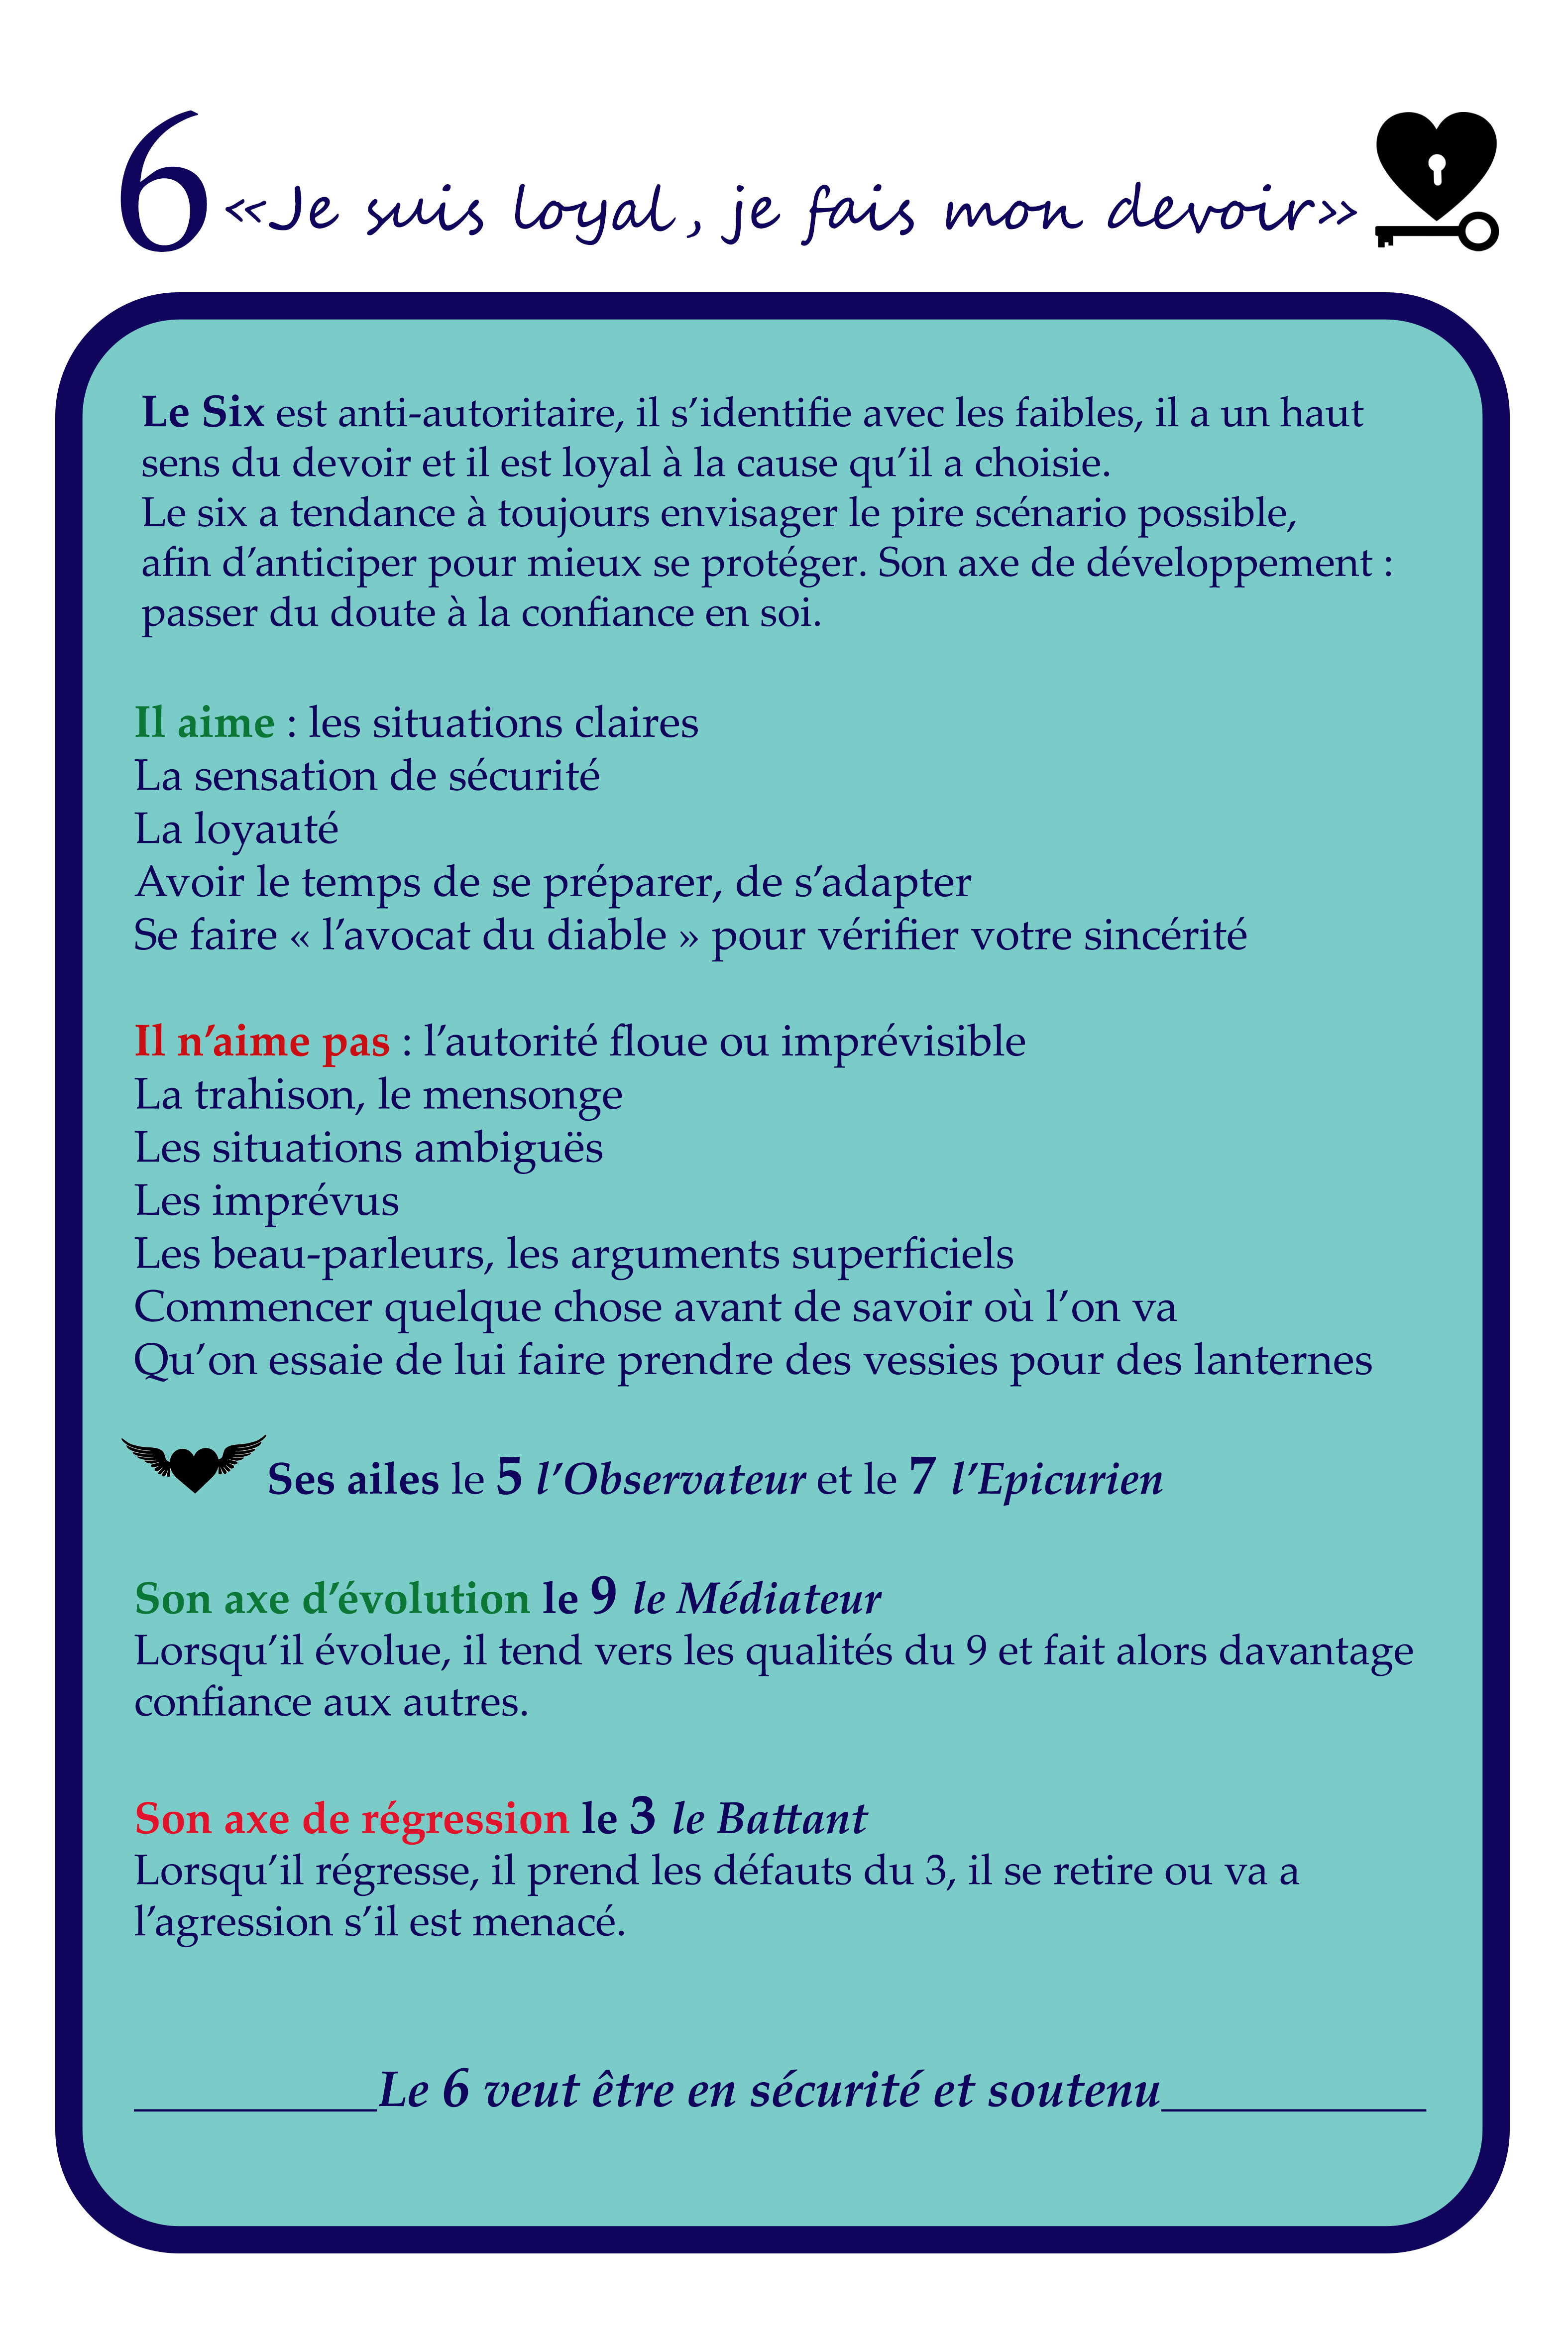 6 «Je suis loyal, je fais mon devoir»
Le Six est anti-autoritaire, il s’identifie avec les faibles, il a un haut
sens du devoir et il est loyal à la cause qu’il a choisie.
Le six a tendance à toujours envisager le pire scénario possible,
afin d’anticiper pour mieux se protéger. Son axe de développement :
passer du doute à la confiance en soi.
Il aime : les situations claires
La sensation de sécurité
La loyauté
Avoir le temps de se préparer, de s’adapter
Se faire « l’avocat du diable » pour vérifier votre sincérité
Il n’aime pas : l’autorité floue ou imprévisible
La trahison, le mensonge
Les situations ambiguës
Les imprévus
Les beau-parleurs, les arguments superficiels
Commencer quelque chose avant de savoir où l’on va
Qu’on essaie de lui faire prendre des vessies pour des lanternes
Ses ailes le 5 l’Observateur et le 7 l’Epicurien
Son axe d’évolution le 9 le Médiateur
Lorsqu’il évolue, il tend vers les qualités du 9 et fait alors davantage
confiance aux autres.
Son axe de régression le 3 le Battant
Lorsqu’il régresse, il prend les défauts du 3, il se retire ou va a
l’agression s’il est menacé.
Le 6 veut être en sécurité et soutenu